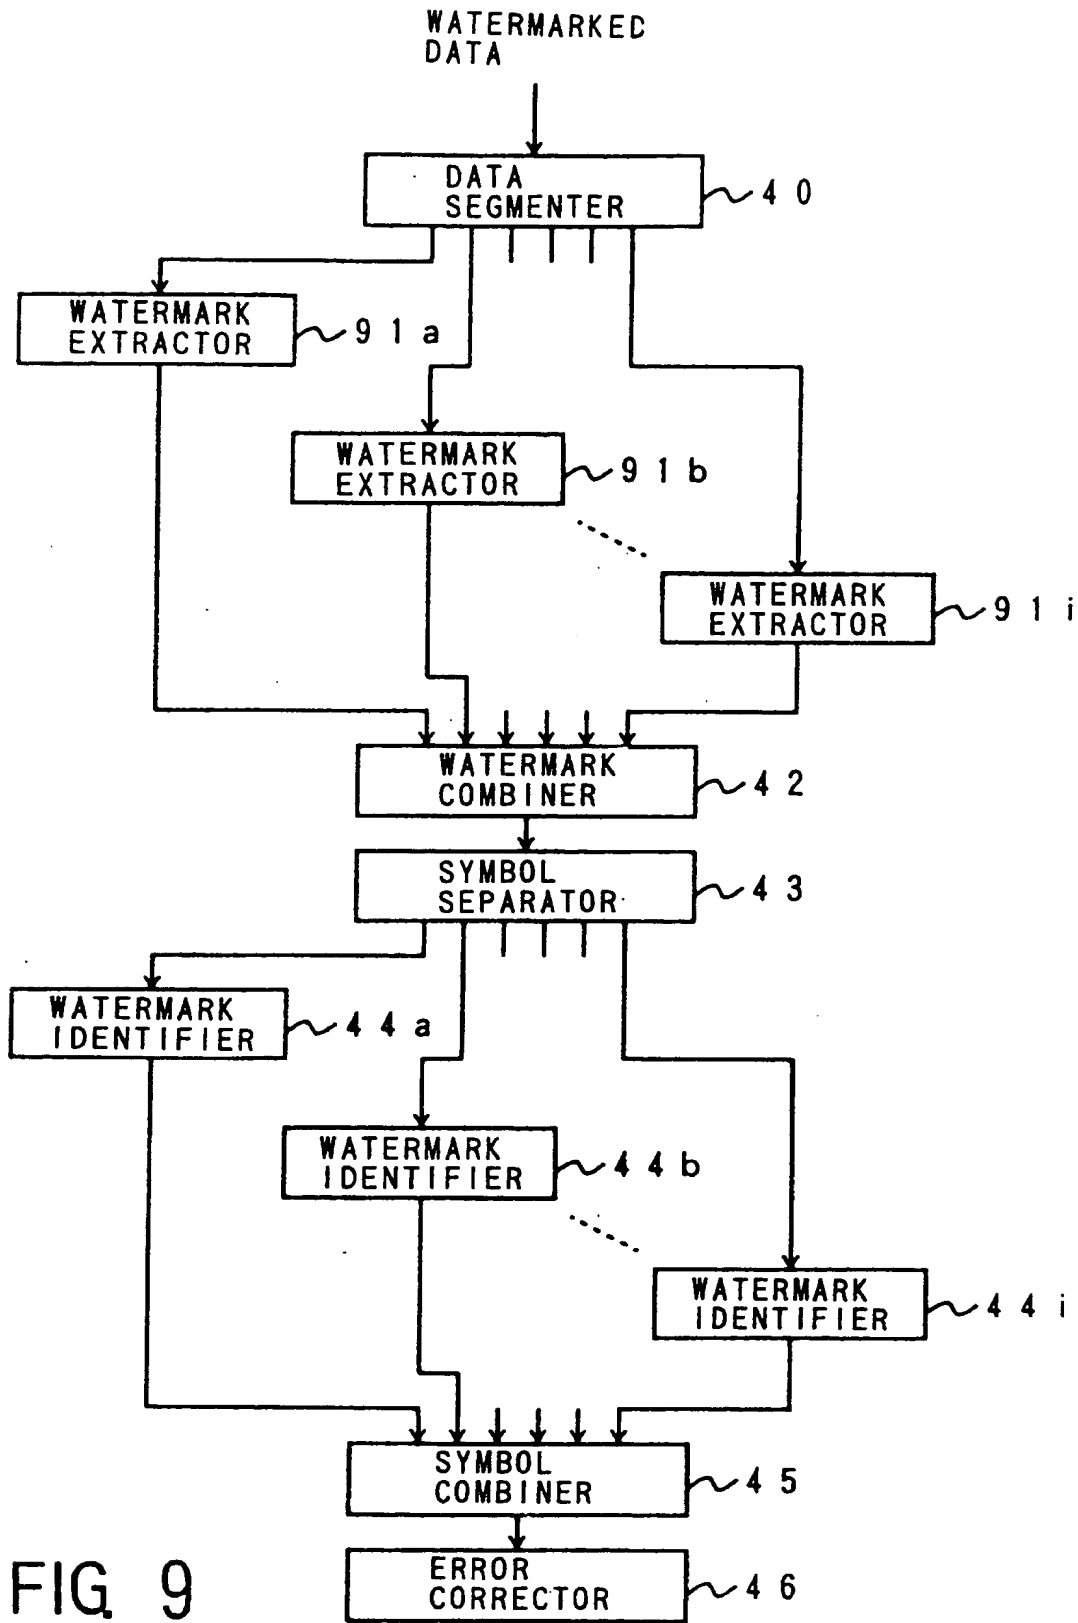 WATERMARKED
DATA
DATA
SEGMENTER
40
WATERMARK
EXTRACTOR
91a
WATERMARK
EXTRACTOR
91b
WATERMARK
EXTRACTOR
91i
WATERMARK
COMBINER
42
SYMBOL
SEPARATOR
43
WATERMARK
IDENTIFIER
44a
WATERMARK
IDENTIFIER
44b
WATERMARK
IDENTIFIER
44i
SYMBOL
COMBINER
45
ERROR
CORRECTOR
46
FIG. 9